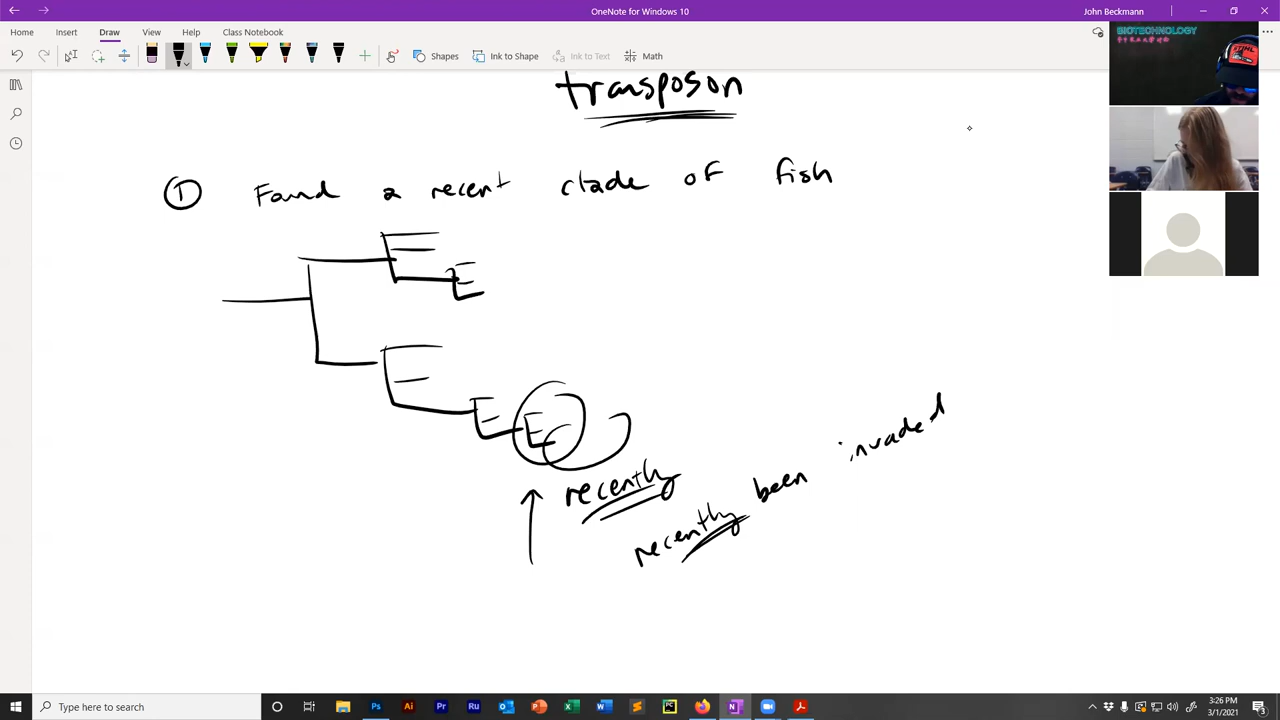 OneNote for Windows 10
John Beckmann
Home Insert Draw View Help Class Notebook
Shapes Ink to Shape Ink to Text Math
BIOTECHNOLOGY
transposon
1 Found a recent clade of fish
recently
recently been invaded
Type here to search
3:26 PM
3/1/2021